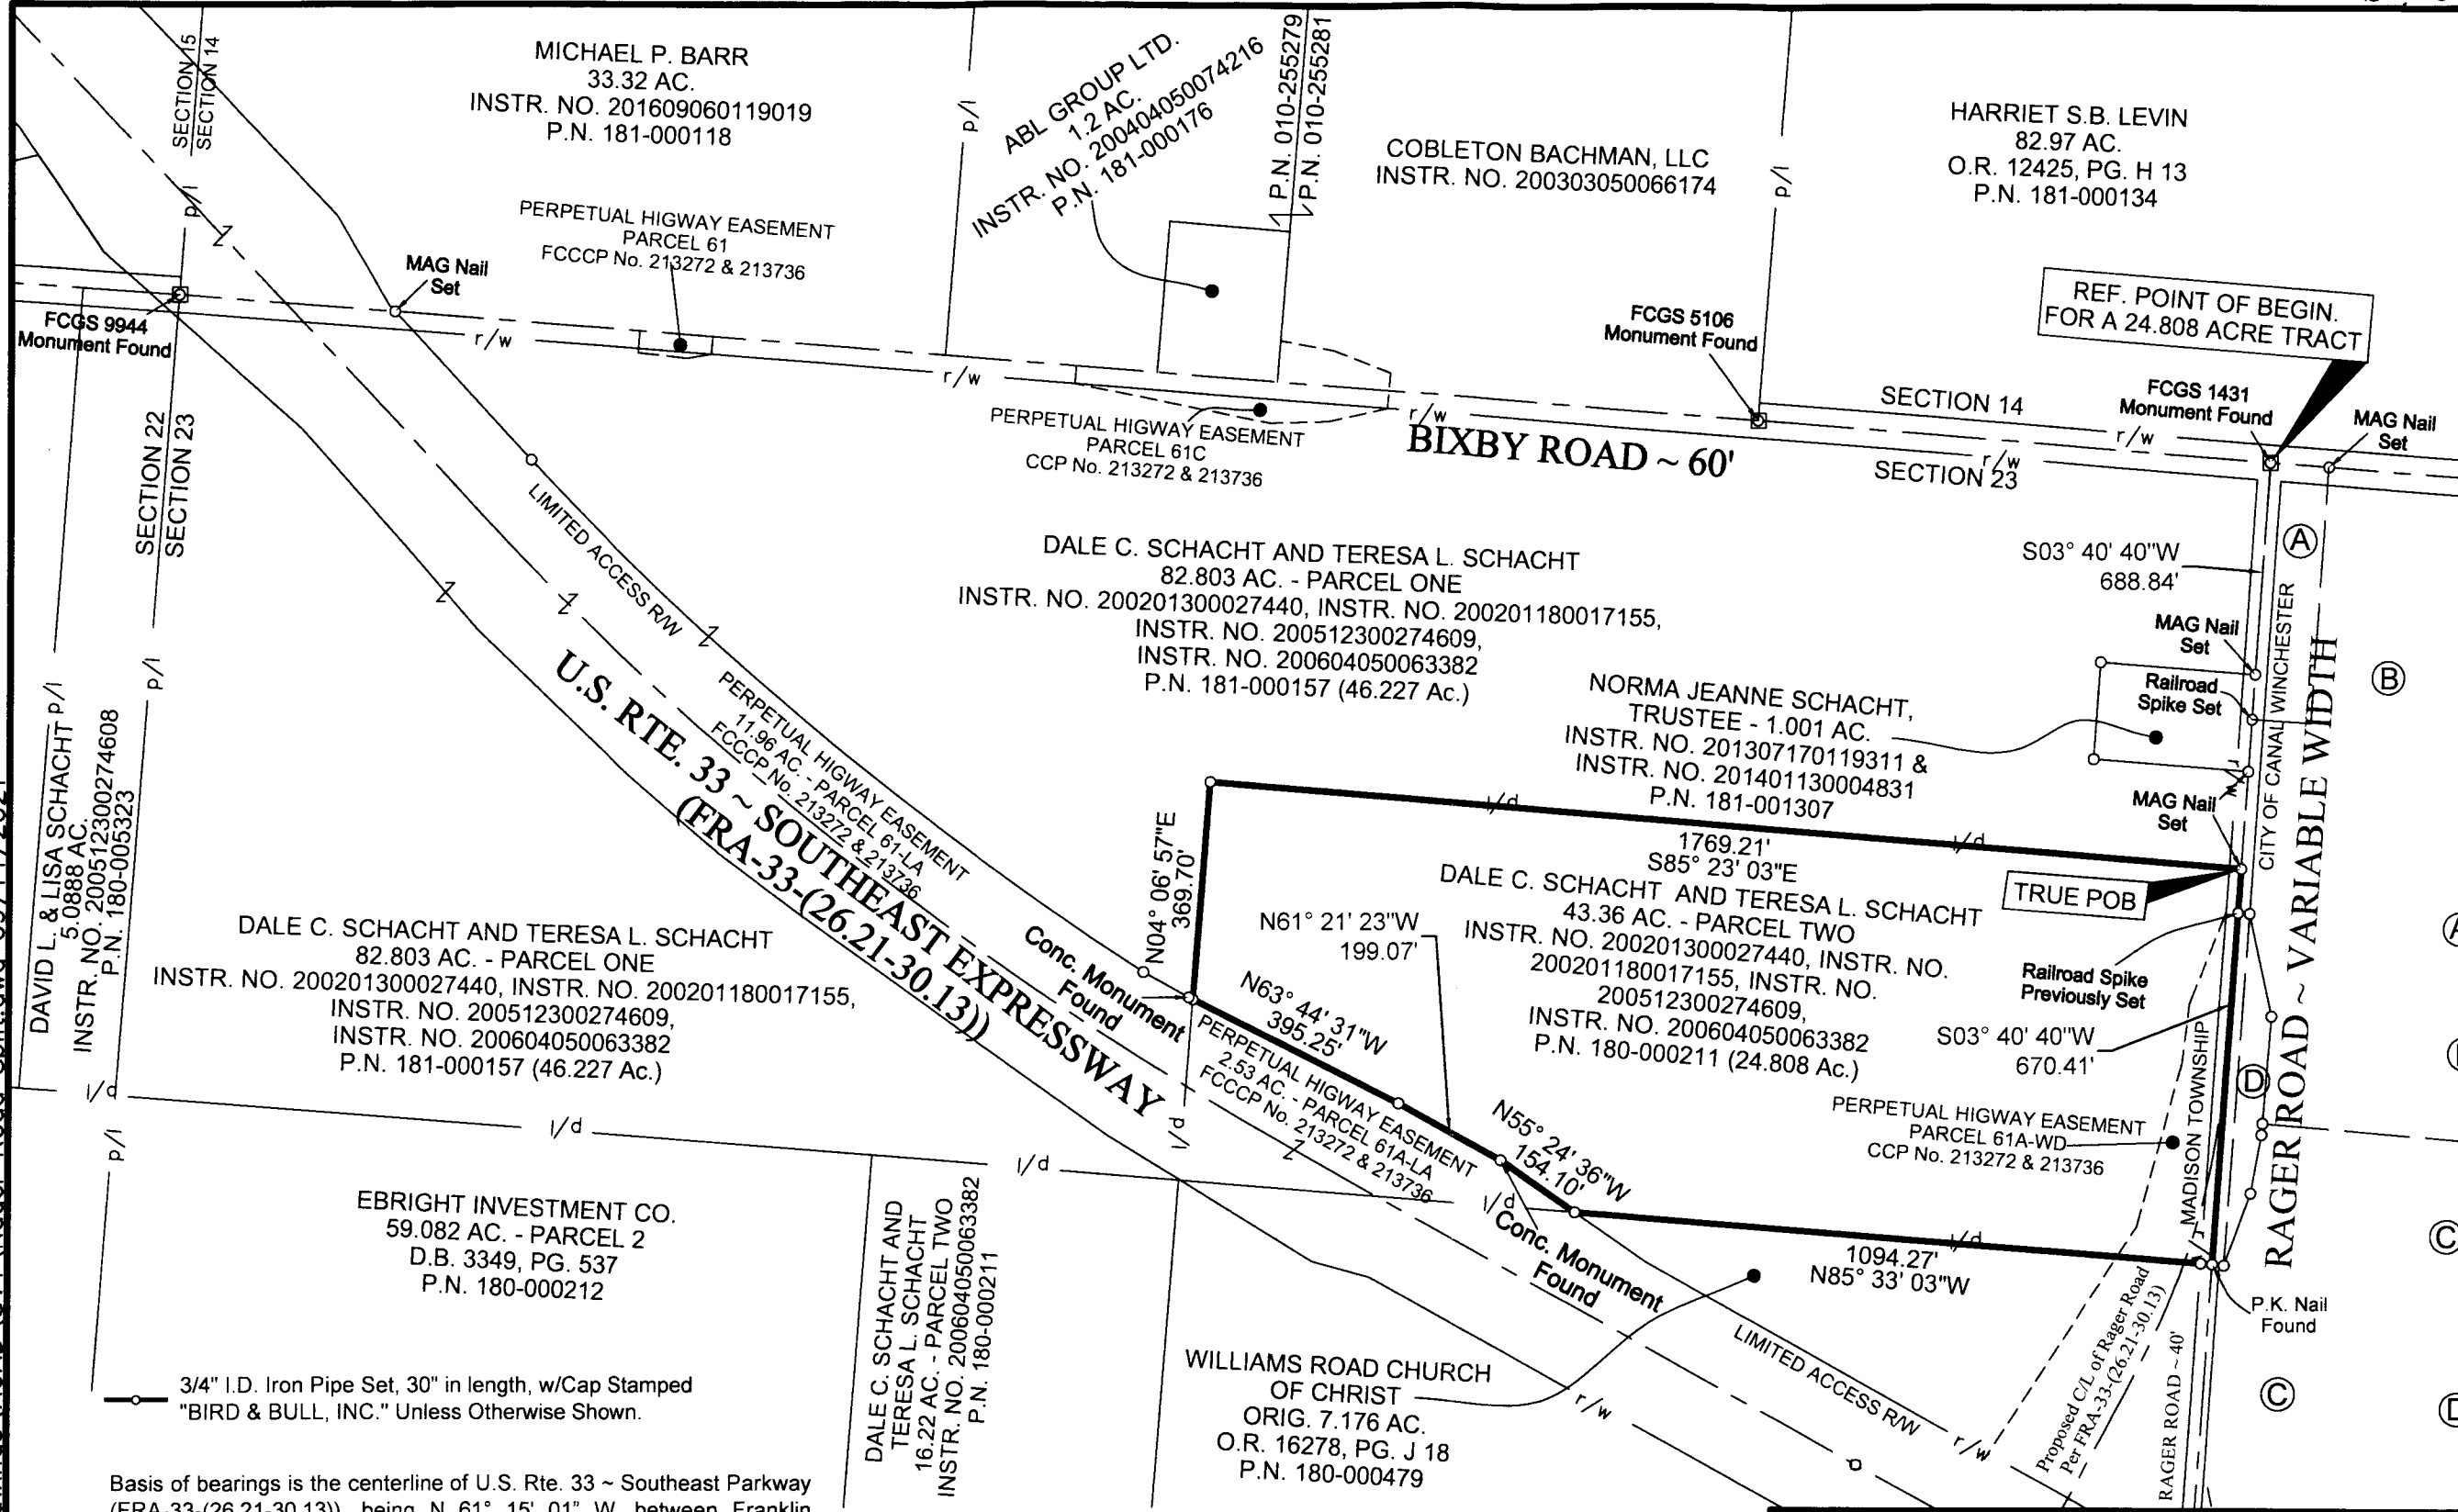 SECTION 15
SECTION 14
p/l
MICHAEL P. BARR
33.32 AC.
INSTR. NO. 201609060119019
P.N. 181-000118
p/l
ABL GROUP LTD.
1.2 AC.
INSTR. NO. 200404050074216
P.N. 181-000176
P.N. 010-255279
P.N. 010-255281
COBLETON BACHMAN, LLC
INSTR. NO. 200303050066174
p/l
HARRIET S.B. LEVIN
82.97 AC.
O.R. 12425, PG. H 13
P.N. 181-000134
PERPETUAL HIGWAY EASEMENT
PARCEL 61
FCCCP No. 213272 & 213736
MAG Nail
Set
FCGS 9944
Monument Found
r/w
r/w
PERPETUAL HIGWAY EASEMENT
PARCEL 61C
CCP No. 213272 & 213736
FCGS 5106
Monument Found
REF. POINT OF BEGIN.
FOR A 24.808 ACRE TRACT
FCGS 1431
Monument Found
MAG Nail
Set
SECTION 14
r/w
r/w
BIXBY ROAD ~ 60'
r/w
SECTION 23
SECTION 22
SECTION 23
p/l
LIMITED ACCESS R/W
DALE C. SCHACHT AND TERESA L. SCHACHT
82.803 AC. - PARCEL ONE
INSTR. NO. 200201300027440, INSTR. NO. 200201180017155,
INSTR. NO. 200512300274609,
INSTR. NO. 200604050063382
P.N. 181-000157 (46.227 Ac.)
S03° 40' 40"W
688.84'
A
B
CITY OF CANAL WINCHESTER
MAG Nail
Set
Railroad
Spike Set
r/w
MAG Nail
Set
NORMA JEANNE SCHACHT,
TRUSTEE - 1.001 AC.
INSTR. NO. 201307170119311 &
INSTR. NO. 201401130004831
P.N. 181-001307
DAVID L. & LISA SCHACHT
5.0888 AC.
INSTR. NO. 200512300274608
P.N. 180-005323
p/l
PERPETUAL HIGWAY EASEMENT
11.96 AC. - PARCEL 61-LA
FCCCP No. 213272 & 213736
U.S. RTE. 33 ~ SOUTHEAST EXPRESSWAY
(FRA-33-(26.21-30.13))
l/d
l/d
1769.21'
S85° 23' 03"E
N04° 06' 57"E
369.70'
TRUE POB
DALE C. SCHACHT AND TERESA L. SCHACHT
43.36 AC. - PARCEL TWO
INSTR. NO. 200201300027440, INSTR. NO.
200201180017155, INSTR. NO.
200512300274609,
INSTR. NO. 200604050063382
P.N. 180-000211 (24.808 Ac.)
N61° 21' 23"W
199.07'
N63° 44' 31"W
395.25'
N55° 24' 36"W
154.10'
Conc. Monument
Found
PERPETUAL HIGWAY EASEMENT
2.53 AC. - PARCEL 61A-LA
FCCCP No. 213272 & 213736
Railroad Spike
Previously Set
S03° 40' 40"W
670.41'
D
PERPETUAL HIGWAY EASEMENT
PARCEL 61A-WD
CCP No. 213272 & 213736
MADISON TOWNSHIP
RAGER ROAD ~ VARIABLE WIDTH
DALE C. SCHACHT AND TERESA L. SCHACHT
82.803 AC. - PARCEL ONE
INSTR. NO. 200201300027440, INSTR. NO. 200201180017155,
INSTR. NO. 200512300274609,
INSTR. NO. 200604050063382
P.N. 181-000157 (46.227 Ac.)
l/d
l/d
l/d
p/l
p/l
l/d
l/d
1094.27'
N85° 33' 03"W
Conc. Monument
Found
EBRIGHT INVESTMENT CO.
59.082 AC. - PARCEL 2
D.B. 3349, PG. 537
P.N. 180-000212
DALE C. SCHACHT AND
TERESA L. SCHACHT
16.22 AC. - PARCEL TWO
INSTR. NO. 200604050063382
P.N. 180-000211
WILLIAMS ROAD CHURCH
OF CHRIST
ORIG. 7.176 AC.
O.R. 16278, PG. J 18
P.N. 180-000479
r/w
LIMITED ACCESS R/W
r/w
Proposed C/L of Rager Road
Per FRA-33-(26.21-30.13)
RAGER ROAD ~ 40'
P.K. Nail
Found
C
C
3/4" I.D. Iron Pipe Set, 30" in length, w/Cap Stamped
"BIRD & BULL, INC." Unless Otherwise Shown.
Basis of bearings is the centerline of U.S. Rte. 33 ~ Southeast Parkway
(FRA-33-(26.21-30.13)), being N 61° 15' 01" W, between Franklin